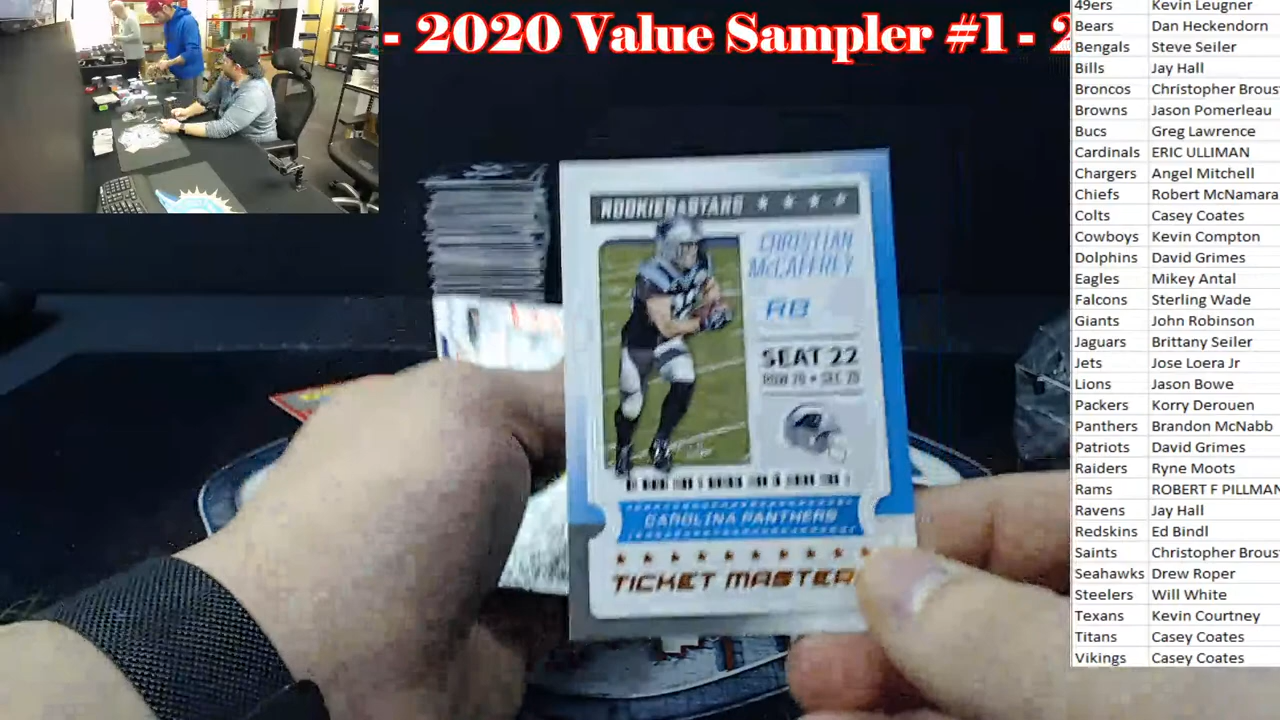 - 2020 Value Sampler #1 - 2
ROOKIES & STARS
CHRISTIAN
McCAFFREY
RB
SEAT 22
CAROLINA PANTHERS
TICKET MASTER
49ers Kevin Leugner
Bears Dan Heckendorn
Bengals Steve Seiler
Bills Jay Hall
Broncos Christopher Brous
Browns Jason Pomerleau
Bucs Greg Lawrence
Cardinals ERIC ULLIMAN
Chargers Angel Mitchell
Chiefs Robert McNamara
Colts Casey Coates
Cowboys Kevin Compton
Dolphins David Grimes
Eagles Mikey Antal
Falcons Sterling Wade
Giants John Robinson
Jaguars Brittany Seiler
Jets Jose Loera Jr
Lions Jason Bowe
Packers Korry Derouen
Panthers Brandon McNabb
Patriots David Grimes
Raiders Ryne Moots
Rams ROBERT F PILLMAN
Ravens Jay Hall
Redskins Ed Bindl
Saints Christopher Brous
Seahawks Drew Roper
Steelers Will White
Texans Kevin Courtney
Titans Casey Coates
Vikings Casey Coates